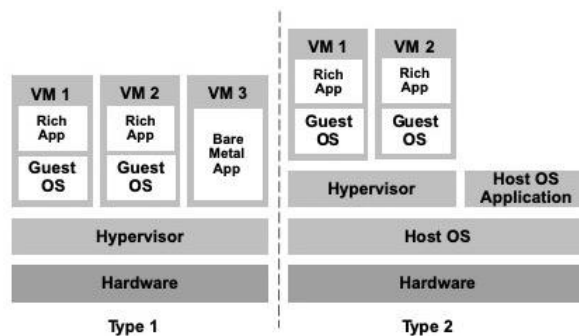 VM 1
Rich
App
Guest
OS
VM 2
Rich
App
Guest
OS
VM 3
Bare
Metal
App
Hypervisor
Hardware
Type 1
VM 1
Rich
App
Guest
OS
VM 2
Rich
App
Guest
OS
Hypervisor
Host OS
Application
Host OS
Hardware
Type 2